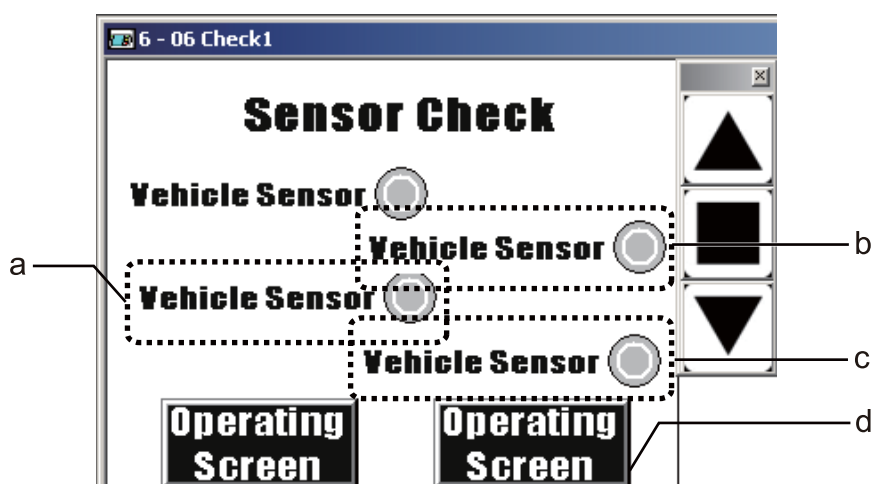 6 - 06 Check1
Sensor Check
Vehicle Sensor
Vehicle Sensor
b
a
Vehicle Sensor
Vehicle Sensor
c
Operating
Screen
Operating
Screen
d